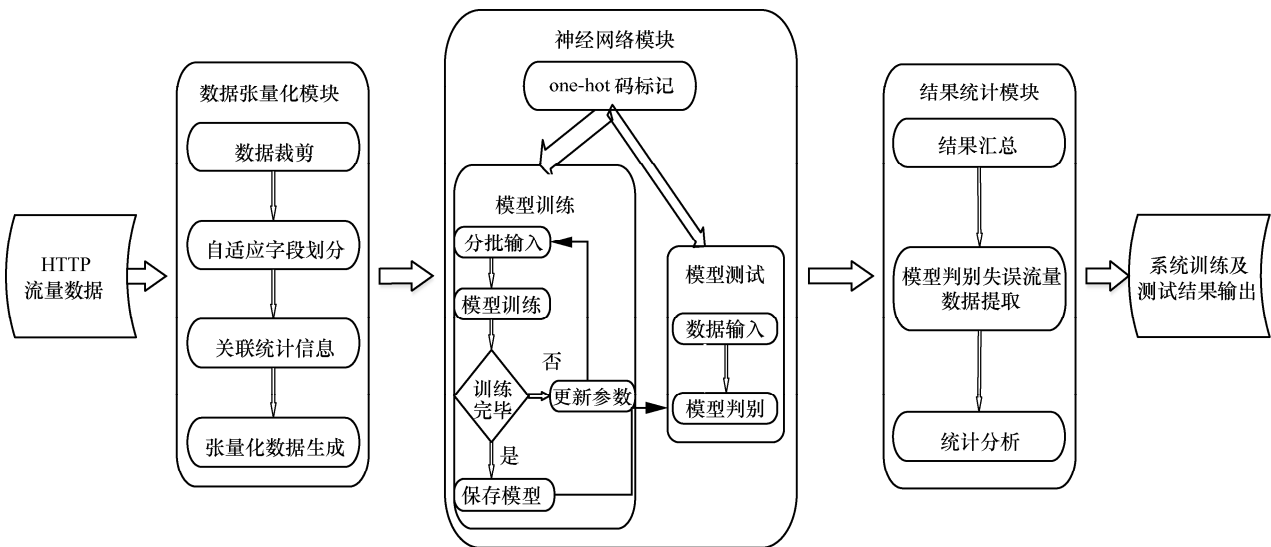 HTTP
流量数据
数据张量化模块
数据裁剪
自适应字段划分
关联统计信息
张量化数据生成
神经网络模块
one-hot 码标记
模型训练
分批输入
模型训练
训练
完毕
否
更新参数
是
保存模型
模型测试
数据输入
模型判别
结果统计模块
结果汇总
模型判别失误流量
数据提取
统计分析
系统训练及
测试结果输出